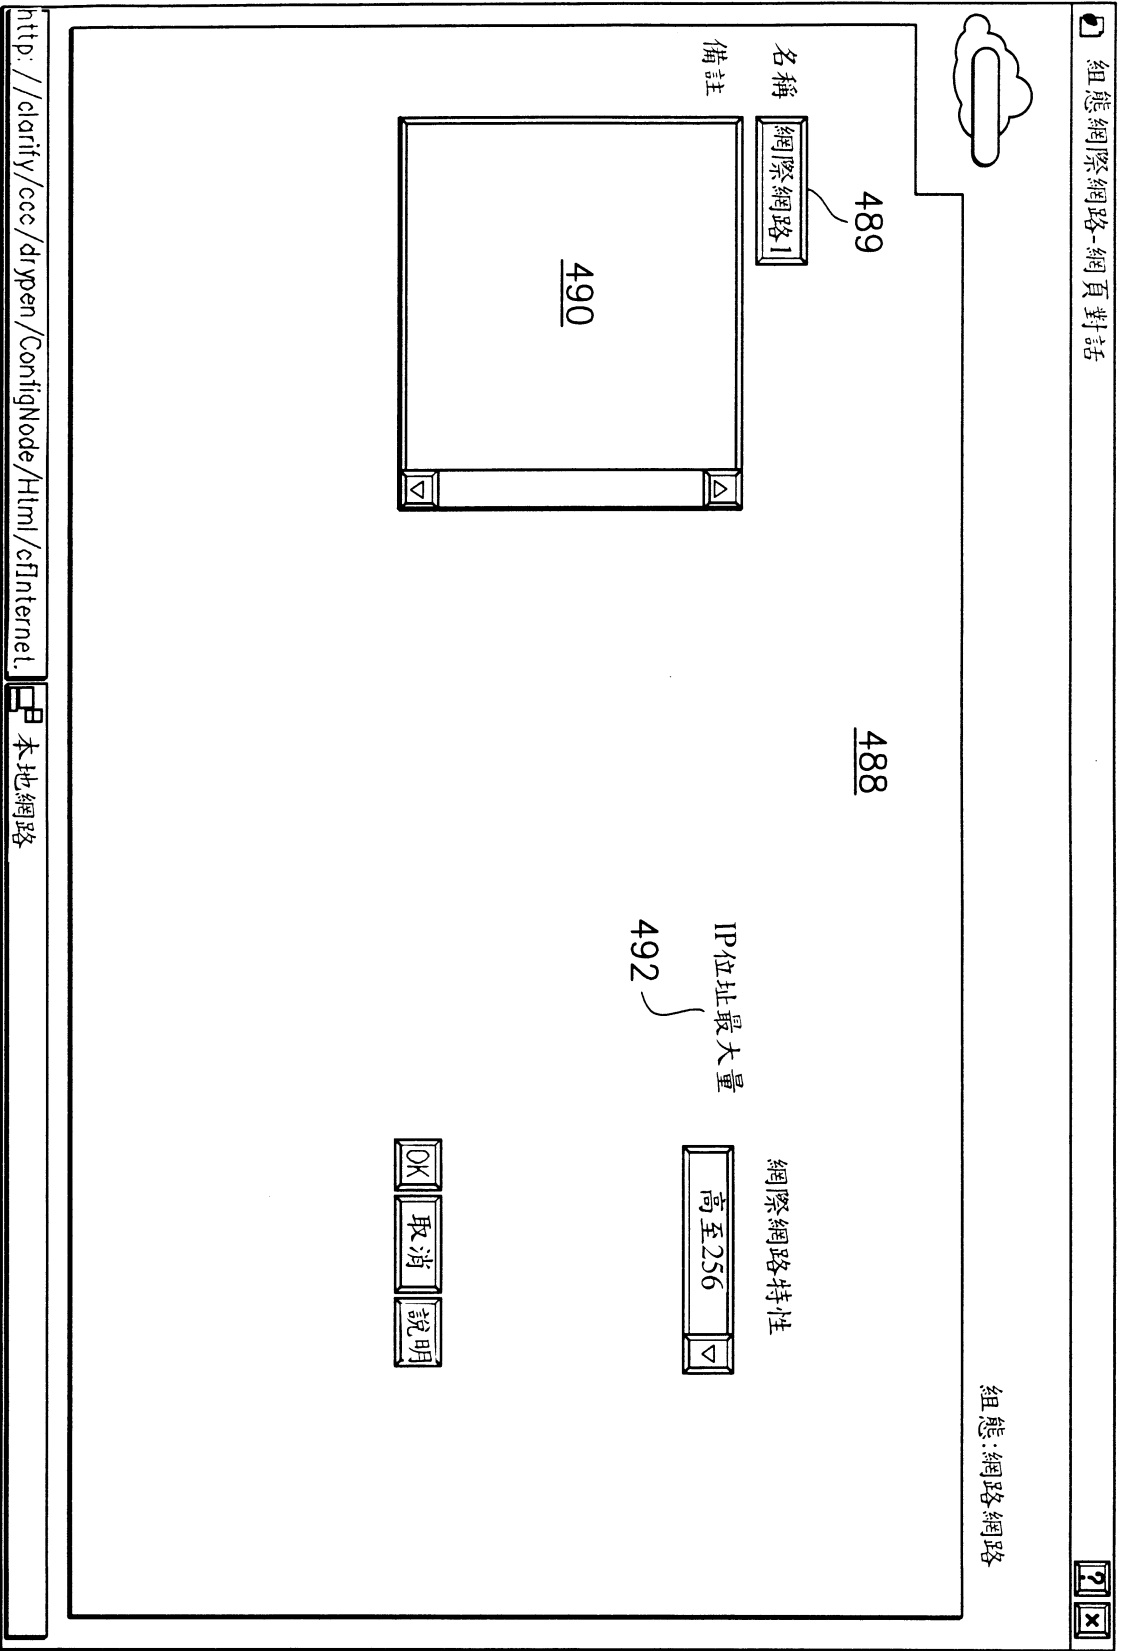 組態網際網路-網頁對話
? ×
組態:網路網路
489
488
名稱 網際網路1
網際網路特性
備註
IP位址最大量 高至256
492
490
OK 取消 說明
http://clarify/ccc/drypen/ConfigNode/Html/cfInternet.
本地網路